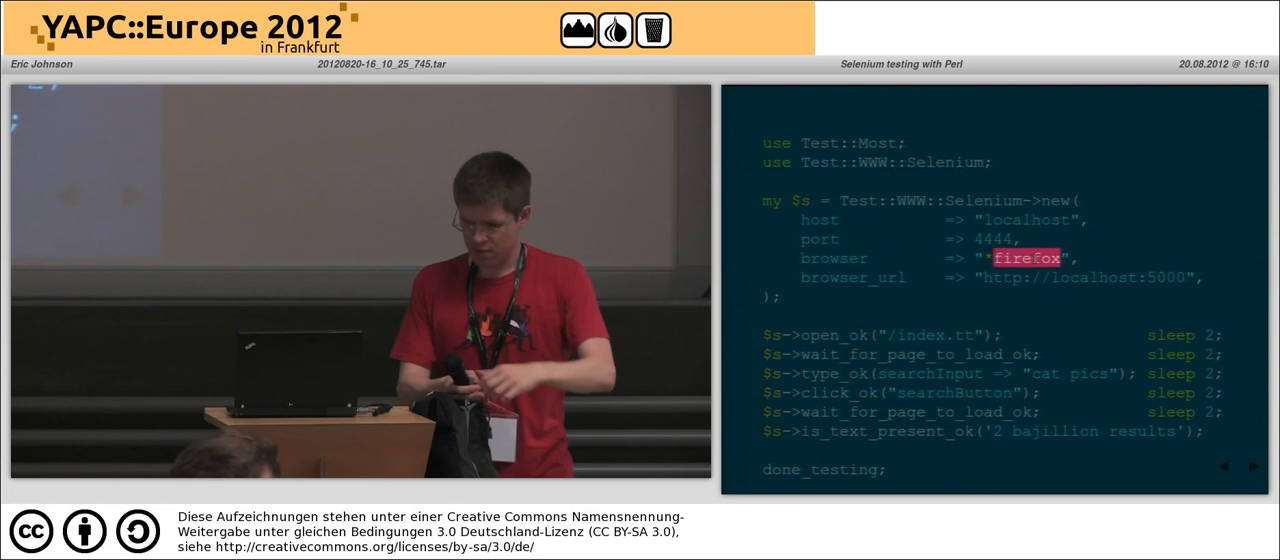 YAPC::Europe 2012
in Frankfurt
Eric Johnson 20120820-16_10_25_745.tar Selenium testing with Perl 20.08.2012 @ 16:10
use Test::Most;
use Test::WWW::Selenium;
my $s = Test::WWW::Selenium->new(
host => "localhost",
port => 4444,
browser => "*firefox",
browser_url => "http://localhost:5000",
);
$s->open_ok("/index.tt"); sleep 2;
$s->wait_for_page_to_load_ok; sleep 2;
$s->type_ok(searchInput => "cat pics"); sleep 2;
$s->click_ok("searchButton"); sleep 2;
$s->wait_for_page_to_load_ok; sleep 2;
$s->is_text_present_ok('2 bajillion results');
done_testing;
cc
Diese Aufzeichnungen stehen unter einer Creative Commons Namensnennung-
Weitergabe unter gleichen Bedingungen 3.0 Deutschland-Lizenz (CC BY-SA 3.0),
siehe http://creativecommons.org/licenses/by-sa/3.0/de/